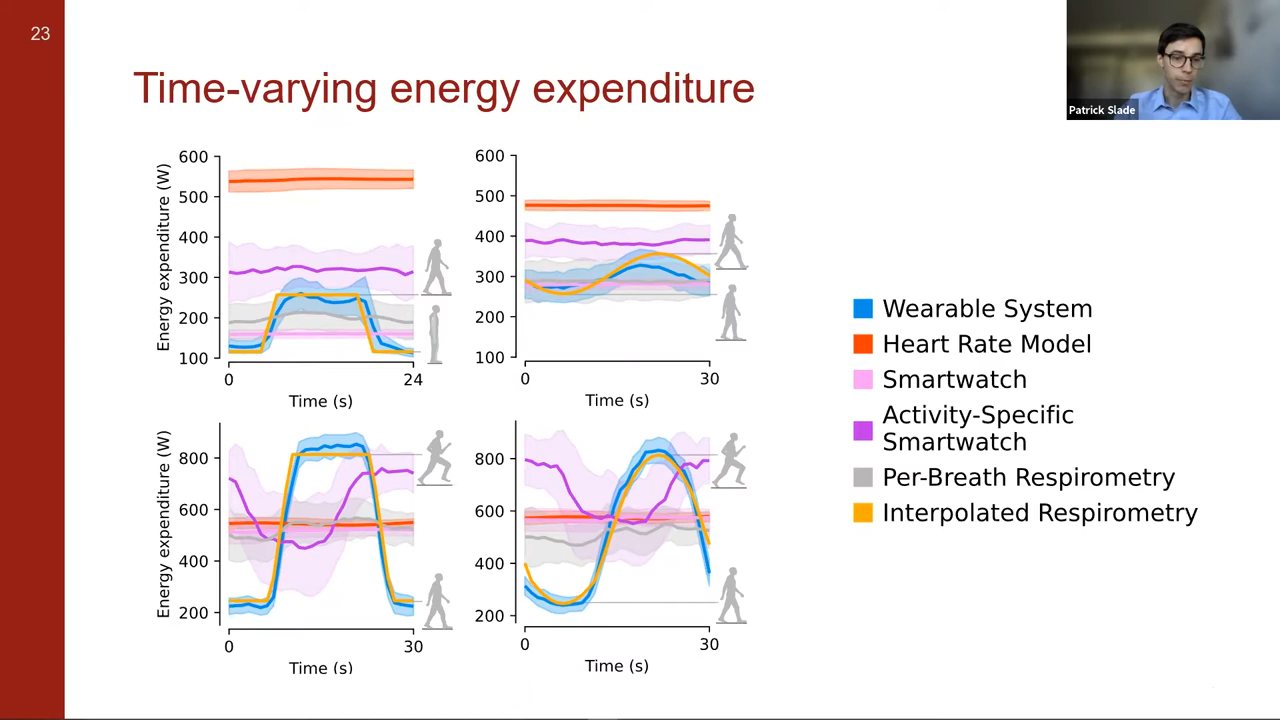 23
Patrick Slade
Time-varying energy expenditure
Energy expenditure (W)
600
500
400
300
200
100
0
24
Time (s)
600
500
400
300
200
100
0
30
Time (s)
Energy expenditure (W)
800
600
400
200
0
30
Time (s)
800
600
400
200
0
30
Time (s)
Wearable System
Heart Rate Model
Smartwatch
Activity-Specific
Smartwatch
Per-Breath Respirometry
Interpolated Respirometry